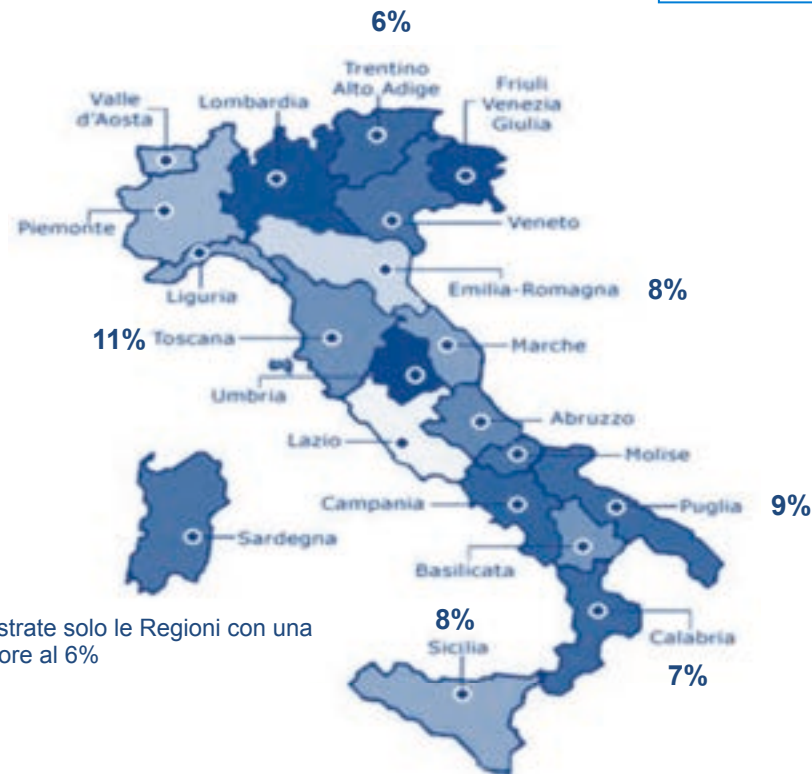 6%
Trentino
Alto Adige
Friuli
Venezia
Giulia
Valle
d'Aosta
Lombardia
Piemonte
Veneto
Liguria
Emilia-Romagna 8%
11% Toscana
Marche
Umbria
Abruzzo
Lazio
Molise
Campania
Puglia 9%
Sardegna
Basilicata
strate solo le Regioni con una
ore al 6%
8%
Sicilia
Calabria
7%